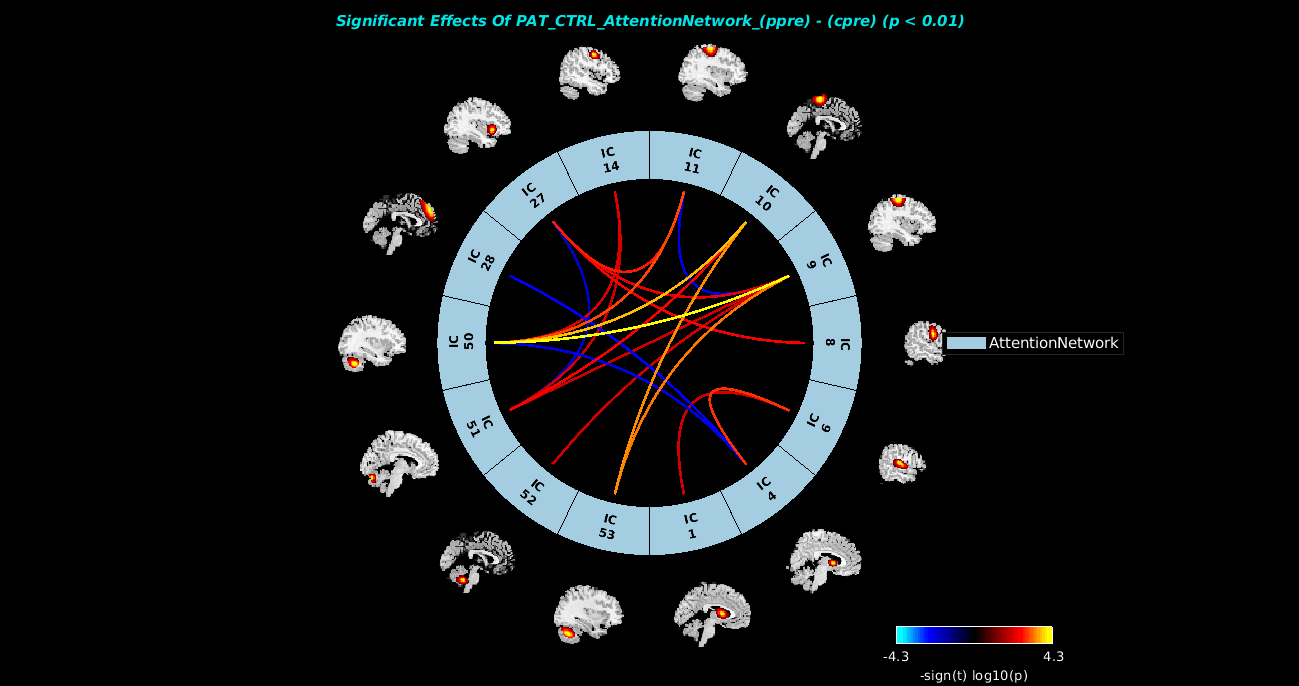 Significant Effects Of PAT_CTRL_AttentionNetwork_(ppre) - (cpre) (p < 0.01)
IC
14
IC
11
IC
27
IC
10
IC
28
IC
9
IC
50
IC
8
AttentionNetwork
IC
51
IC
6
IC
52
IC
4
IC
53
IC
1
-4.3
4.3
-sign(t) log10(p)